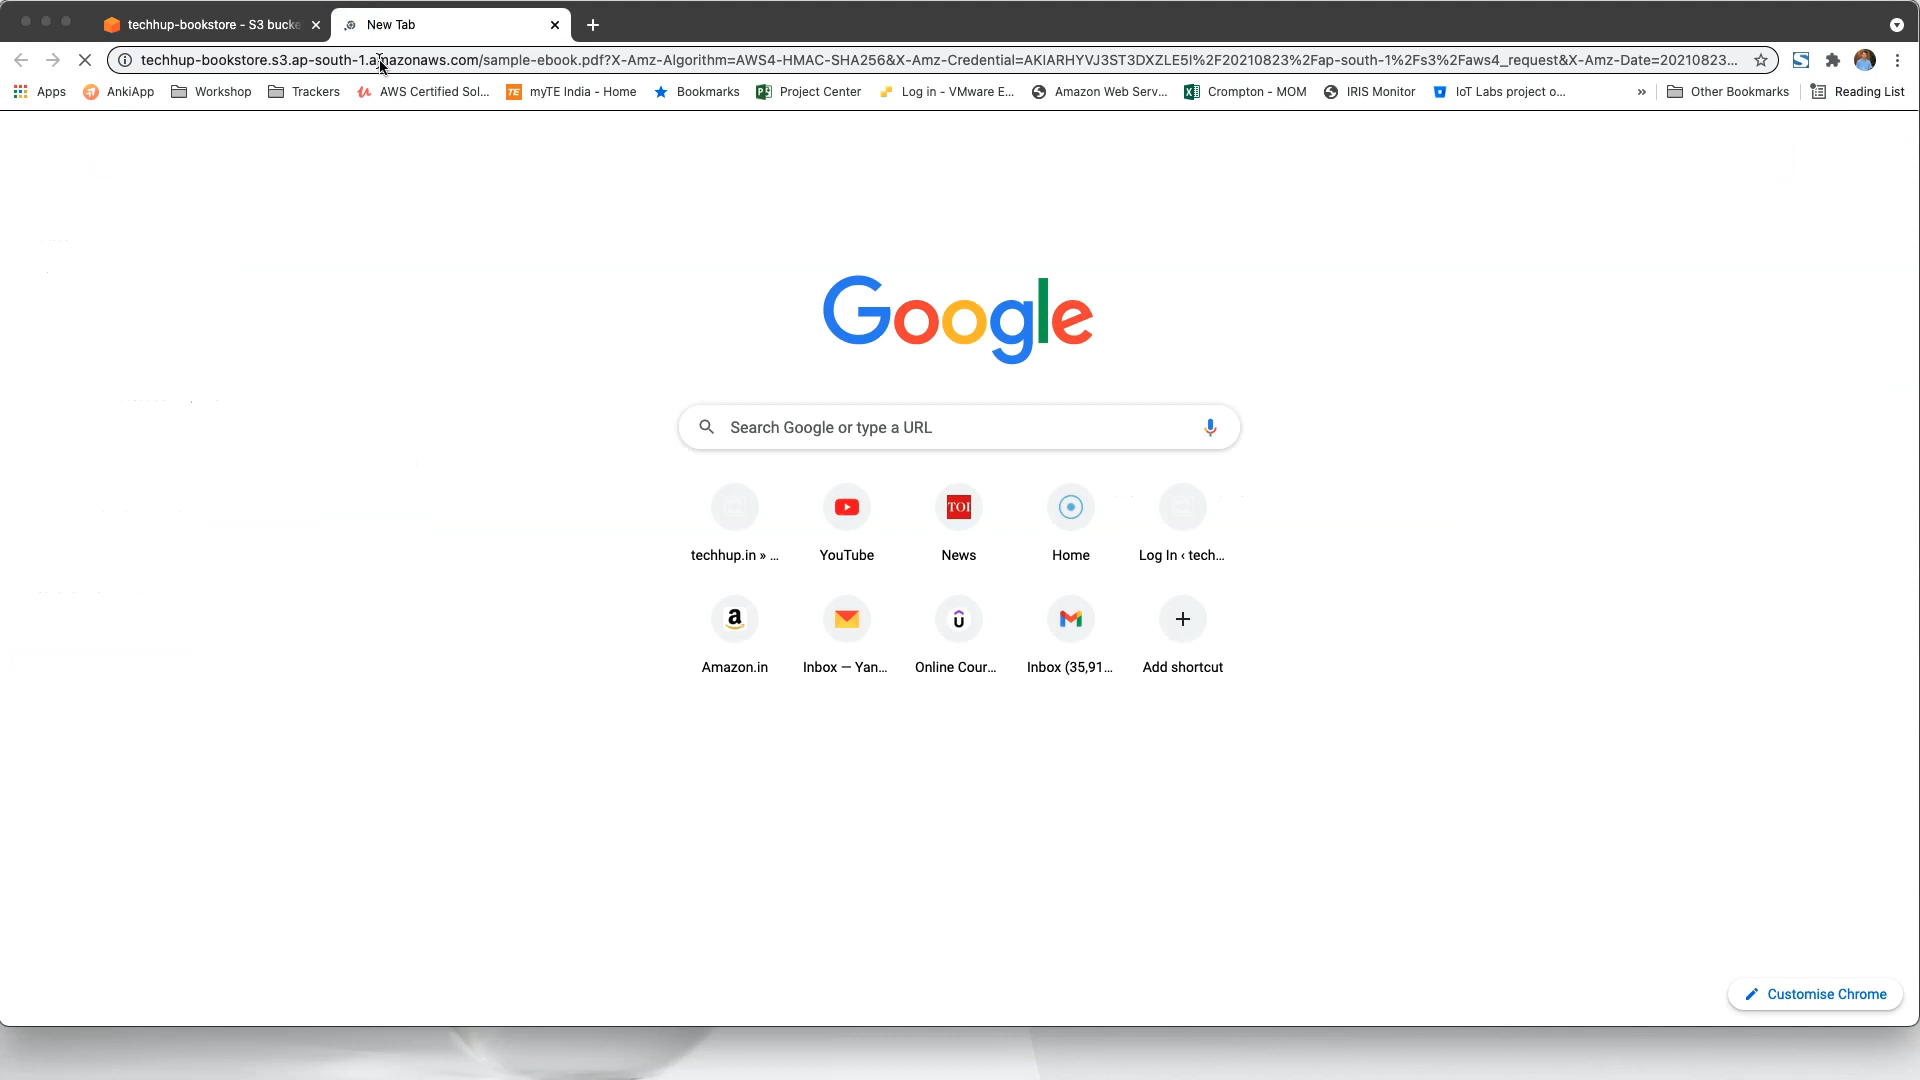 techhup-bookstore - S3 bucke
New Tab
techhup-bookstore.s3.ap-south-1.amazonaws.com/sample-ebook.pdf?X-Amz-Algorithm=AWS4-HMAC-SHA256&X-Amz-Credential=AKIARHYVJ3ST3DXZLE5I%2F20210823%2Fap-south-1%2Fs3%2Faws4_request&X-Amz-Date=20210823...
Apps AnkiApp Workshop Trackers AWS Certified Sol... myTE India - Home Bookmarks Project Center Log in - VMware E... Amazon Web Serv... Crompton - MOM IRIS Monitor IoT Labs project o... » Other Bookmarks Reading List
Google
Search Google or type a URL
TOI
techhup.in » ... YouTube News Home Log In ‹ tech...
Amazon.in Inbox — Yan... Online Cour... Inbox (35,91... Add shortcut
Customise Chrome